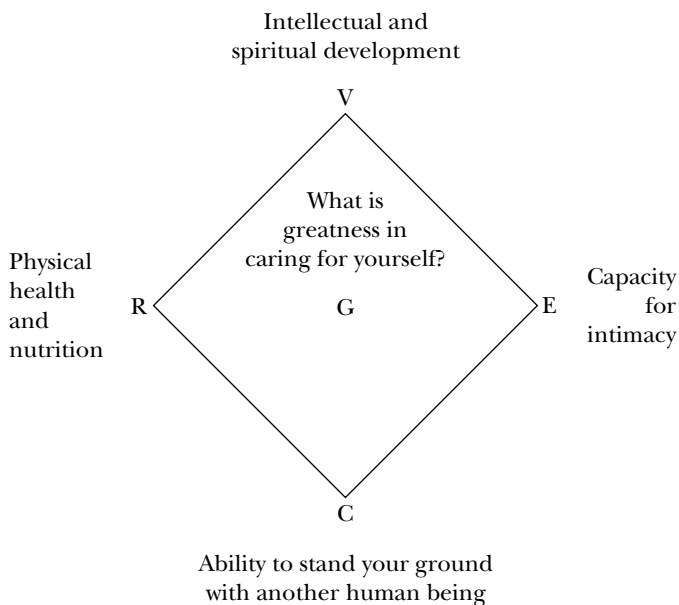 Intellectual and
spiritual development
V
What is
greatness in
caring for yourself?
Physical
health
and
nutrition
R
G
E
Capacity
for
intimacy
C
Ability to stand your ground
with another human being